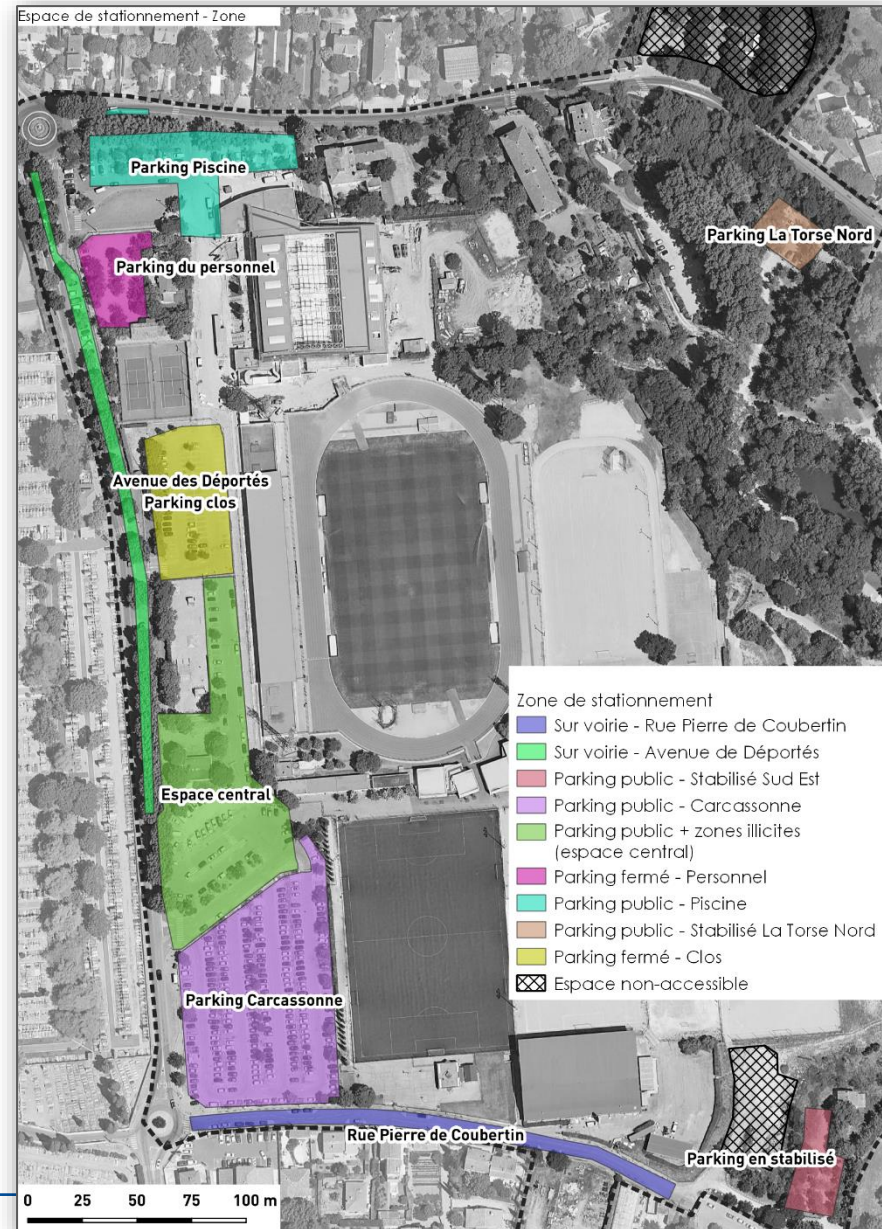 Espace de stationnement - Zone
Parking Piscine
Parking La Torse Nord
Parking du personnel
Avenue des Déportés
Parking clos
Zone de stationnement
Sur voirie - Rue Pierre de Coubertin
Sur voirie - Avenue de Déportés
Parking public - Stabilisé Sud Est
Parking public - Carcassonne
Parking public + zones illicites
(espace central)
Parking fermé - Personnel
Parking public - Piscine
Parking public - Stabilisé La Torse Nord
Parking fermé - Clos
Espace non-accessible
Espace central
Parking Carcassonne
Rue Pierre de Coubertin
Parking en stabilisé
0 25 50 75 100 m